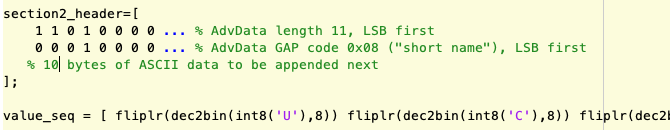 section2_header=[
1 1 0 1 0 0 0 0 ... % AdvData length 11, LSB first
0 0 0 1 0 0 0 0 ... % AdvData GAP code 0x08 ("short name"), LSB first
% 10 bytes of ASCII data to be appended next
];
value_seq = [ fliplr(dec2bin(int8('U'),8)) fliplr(dec2bin(int8('C'),8)) fliplr(dec2